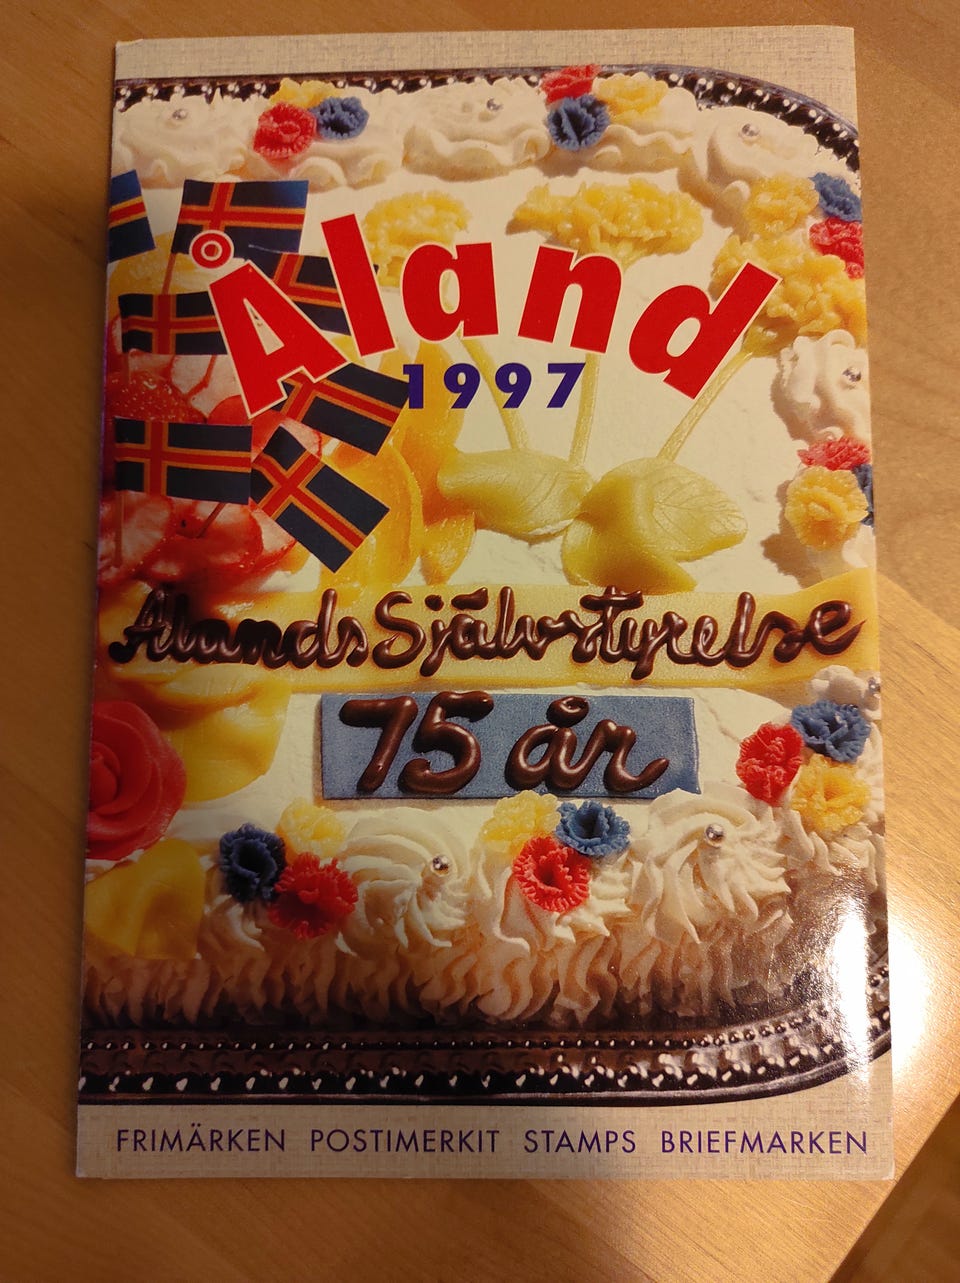 Åland
1997
Ålands Självstyrelse
75 år
FRIMÄRKEN POSTIMERKIT STAMPS BRIEFMARKEN